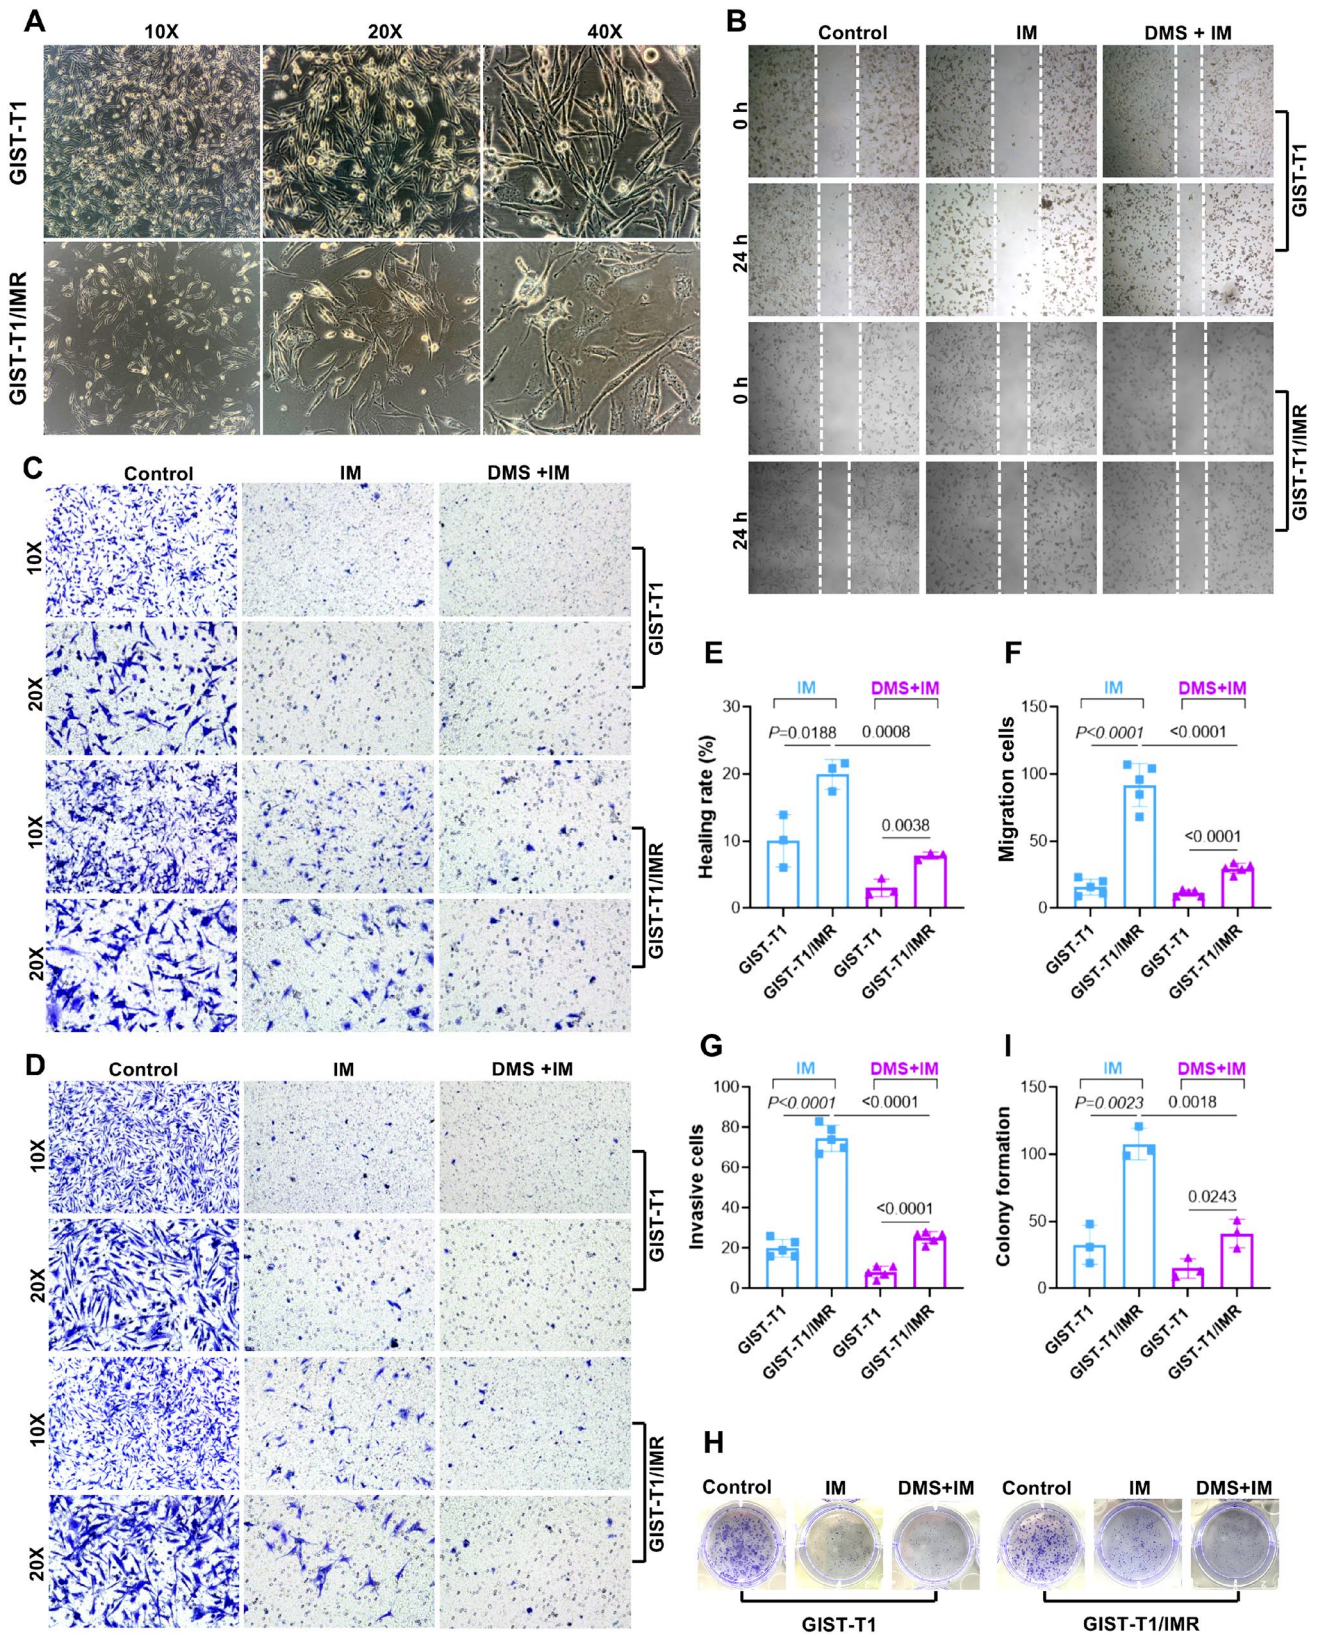 A
10X 20X 40X
GIST-T1
GIST-T1/IMR
B
Control IM DMS + IM
0 h
24 h
GIST-T1
0 h
24 h
GIST-T1/IMR
C
Control IM DMS +IM
10X
20X
GIST-T1
10X
20X
GIST-T1/IMR
D
Control IM DMS +IM
10X
20X
GIST-T1
10X
20X
GIST-T1/IMR
E
IM DMS+IM
Healing rate (%)
30
20
10
0
P=0.0188 0.0008
0.0038
GIST-T1 GIST-T1/IMR GIST-T1 GIST-T1/IMR
F
IM DMS+IM
Migration cells
150
100
50
0
P<0.0001 <0.0001
<0.0001
GIST-T1 GIST-T1/IMR GIST-T1 GIST-T1/IMR
G
IM DMS+IM
Invasive cells
100
80
60
40
20
0
P<0.0001 <0.0001
<0.0001
GIST-T1 GIST-T1/IMR GIST-T1 GIST-T1/IMR
I
IM DMS+IM
Colony formation
150
100
50
0
P=0.0023 0.0018
0.0243
GIST-T1 GIST-T1/IMR GIST-T1 GIST-T1/IMR
H
Control IM DMS+IM Control IM DMS+IM
GIST-T1 GIST-T1/IMR